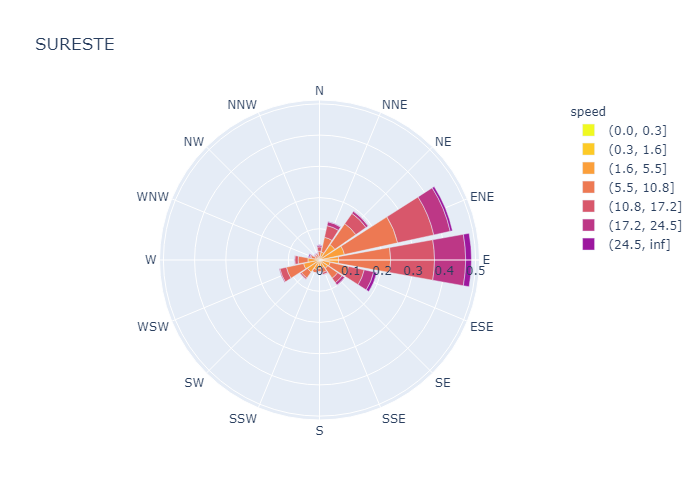 SURESTE
N
NNE
NE
ENE
E
ESE
SE
SSE
S
SSW
SW
WSW
W
WNW
NW
NNW
0 0.1 0.2 0.3 0.4 0.5
speed
(0.0, 0.3]
(0.3, 1.6]
(1.6, 5.5]
(5.5, 10.8]
(10.8, 17.2]
(17.2, 24.5]
(24.5, inf]